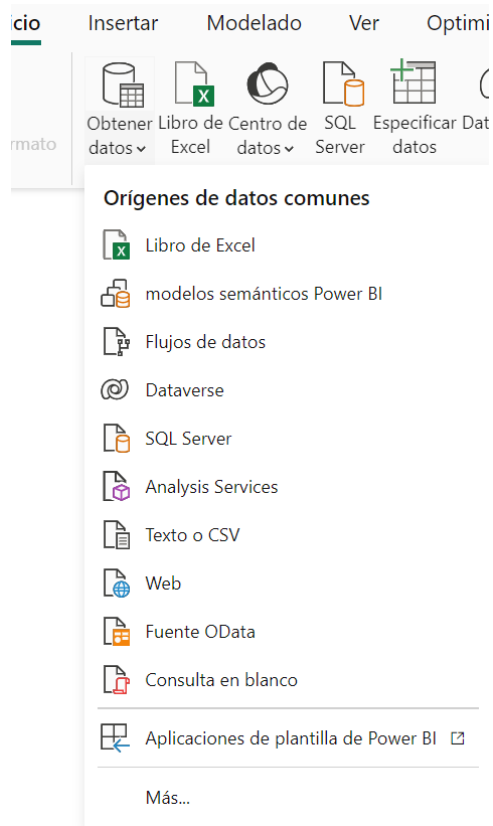 cio Insertar Modelado Ver Optimi
Obtener datos Libro de Excel Centro de datos SQL Server Especificar datos Dat
rmato
Orígenes de datos comunes
Libro de Excel
modelos semánticos Power BI
Flujos de datos
Dataverse
SQL Server
Analysis Services
Texto o CSV
Web
Fuente OData
Consulta en blanco
Aplicaciones de plantilla de Power BI
Más...